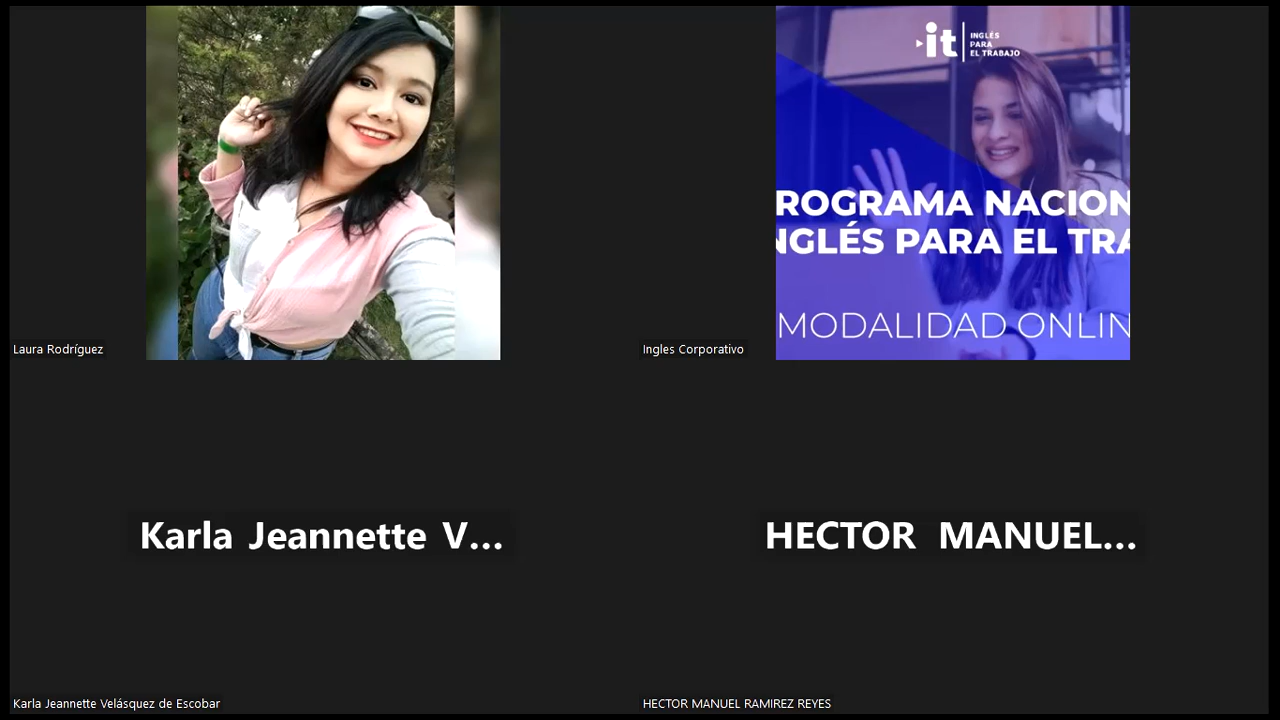 it
INGLÉS
PARA
EL TRABAJO
ROGRAMA NACION
NGLÉS PARA EL TRA
MODALIDAD ONLIN
Laura Rodríguez
Ingles Corporativo
Karla Jeannette V...
HECTOR MANUEL...
Karla Jeannette Velásquez de Escobar
HECTOR MANUEL RAMIREZ REYES